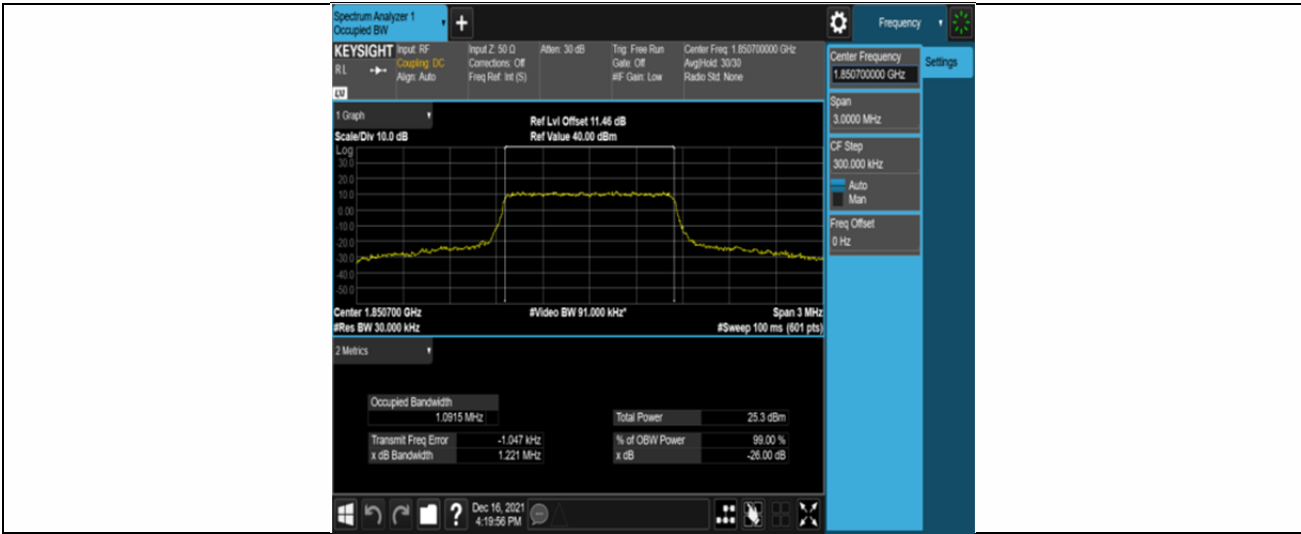 Spectrum Analyzer 1
Occupied BW
Frequency
KEYSIGHT
R L
Input: RF
Coupling: DC
Align: Auto
Input Z: 50 Ω
Corrections: Off
Freq Ref: Int (S)
Atten: 30 dB
Trig: Free Run
Gate: Off
#IF Gain: Low
Center Freq: 1.850700000 GHz
Avg|Hold: 30/30
Radio Std: None
Center Frequency
1.850700000 GHz
Settings
Span
3.0000 MHz
CF Step
300.000 kHz
Auto
Man
Freq Offset
0 Hz
1 Graph
Scale/Div 10.0 dB
Ref Lvl Offset 11.46 dB
Ref Value 40.00 dBm
Log
30.0
20.0
10.0
0.00
-10.0
-20.0
-30.0
-40.0
-50.0
Center 1.850700 GHz
#Video BW 91.000 kHz*
Span 3 MHz
#Res BW 30.000 kHz
#Sweep 100 ms (601 pts)
2 Metrics
Occupied Bandwidth
1.0915 MHz
Total Power 25.3 dBm
Transmit Freq Error -1.047 kHz
% of OBW Power 99.00 %
x dB Bandwidth 1.221 MHz
x dB -26.00 dB
?
Dec 16, 2021
4:19:56 PM